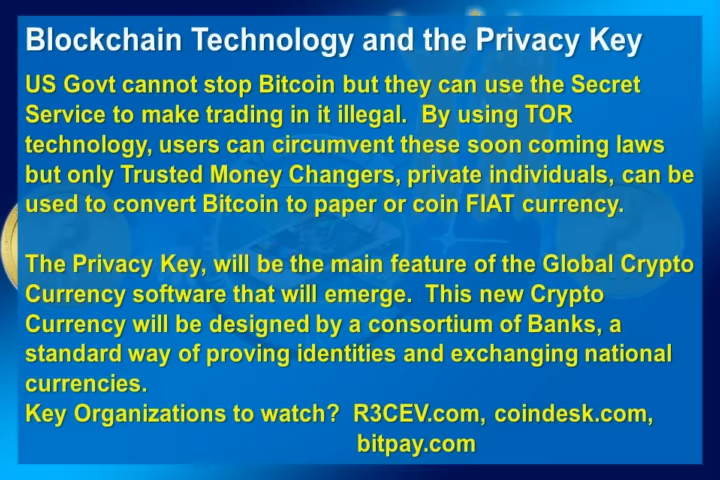 Blockchain Technology and the Privacy Key
US Govt cannot stop Bitcoin but they can use the Secret
Service to make trading in it illegal.  By using TOR
technology, users can circumvent these soon coming laws
but only Trusted Money Changers, private individuals, can be
used to convert Bitcoin to paper or coin FIAT currency.
The Privacy Key, will be the main feature of the Global Crypto
Currency software that will emerge.  This new Crypto
Currency will be designed by a consortium of Banks, a
standard way of proving identities and exchanging national
currencies.
Key Organizations to watch?  R3CEV.com, coindesk.com,
bitpay.com